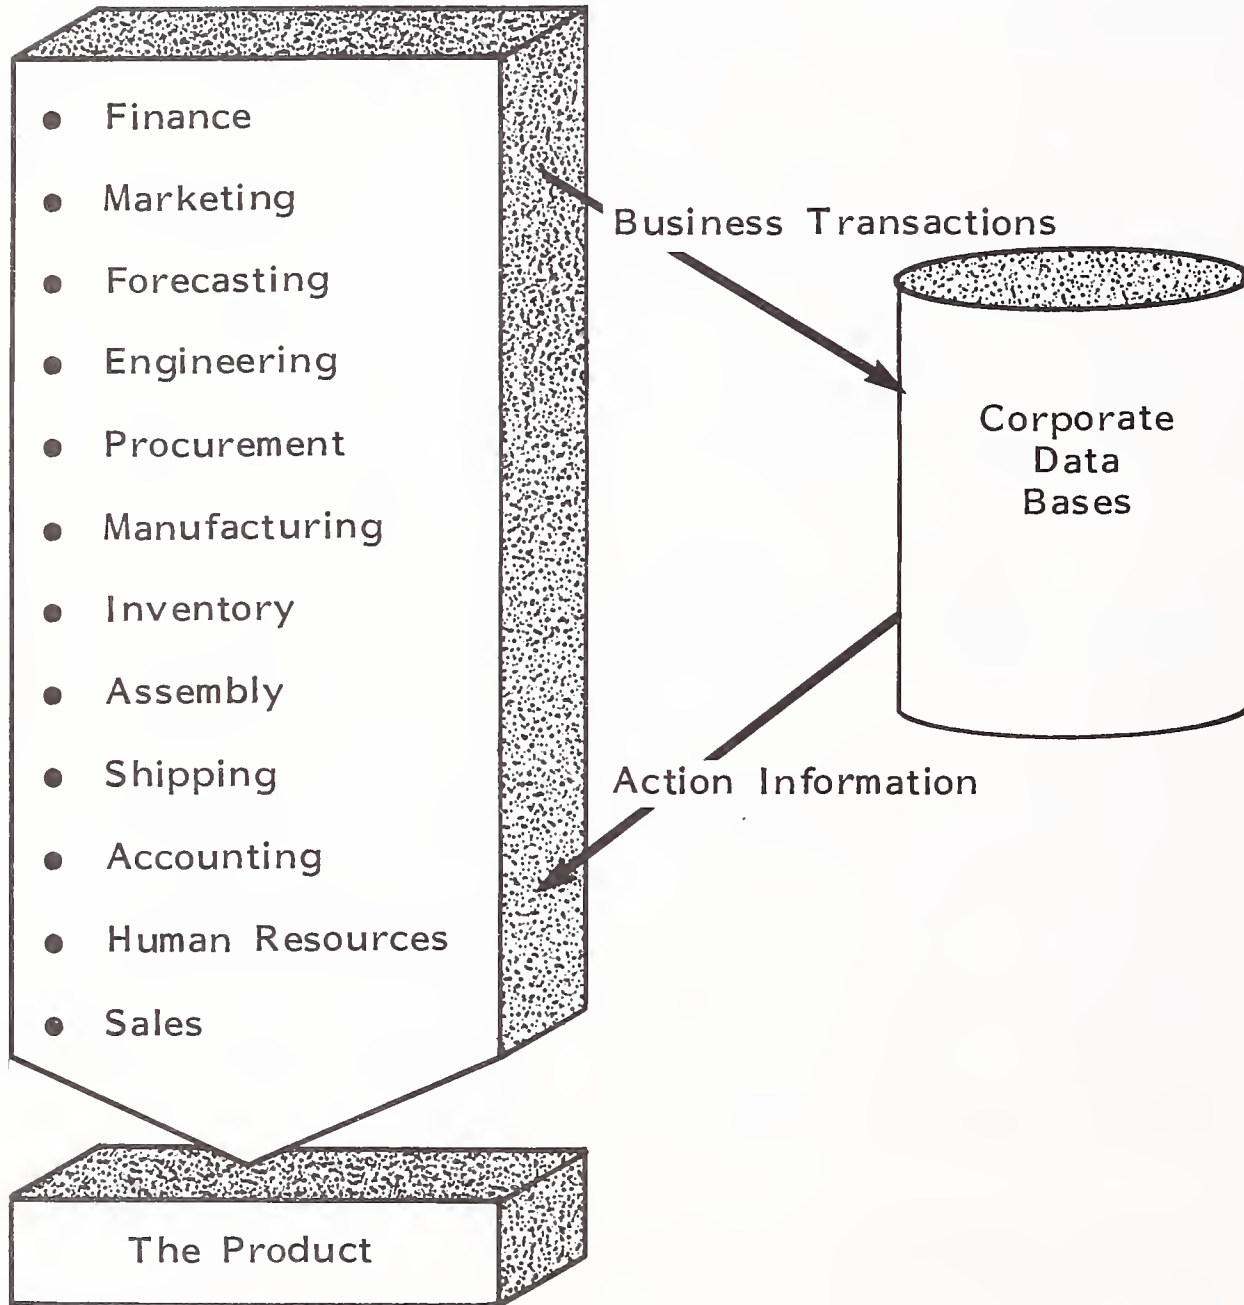 • Finance
• Marketing
• Forecasting
• Engineering
• Procurement
• Manufacturing
• Inventory
• Assembly
• Shipping
• Accounting
• Human Resources
• Sales
The Product
Business Transactions
Corporate
Data
Bases
Action Information